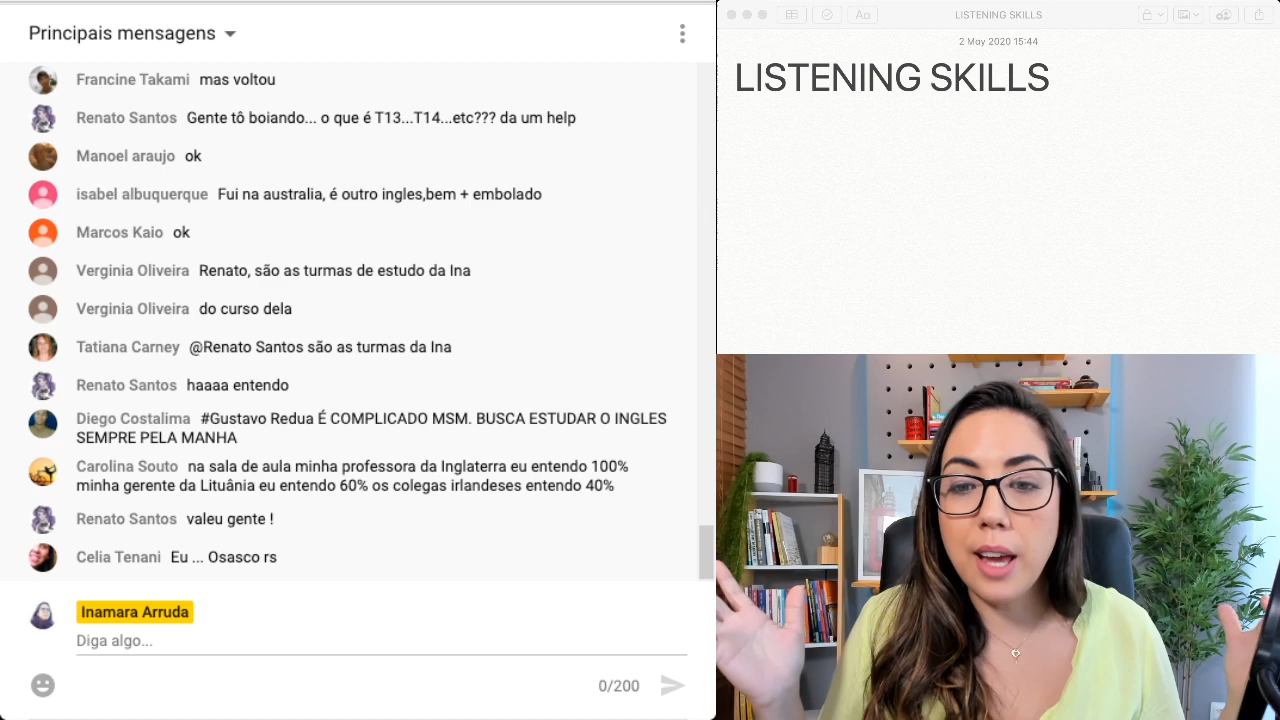 Principais mensagens
Francine Takami mas voltou
Renato Santos Gente tô boiando... o que é T13...T14...etc??? da um help
Manoel araujo ok
isabel albuquerque Fui na australia, é outro ingles,bem + embolado
Marcos Kaio ok
Verginia Oliveira Renato, são as turmas de estudo da Ina
Verginia Oliveira do curso dela
Tatiana Carney @Renato Santos são as turmas da Ina
Renato Santos haaaa entendo
Diego Costalima #Gustavo Redua É COMPLICADO MSM. BUSCA ESTUDAR O INGLES
SEMPRE PELA MANHA
Carolina Souto na sala de aula minha professora da Inglaterra eu entendo 100%
minha gerente da Lituânia eu entendo 60% os colegas irlandeses entendo 40%
Renato Santos valeu gente !
Celia Tenani Eu ... Osasco rs
Inamara Arruda
Diga algo...
0/200
Aa
LISTENING SKILLS
2 May 2020 15:44
LISTENING SKILLS